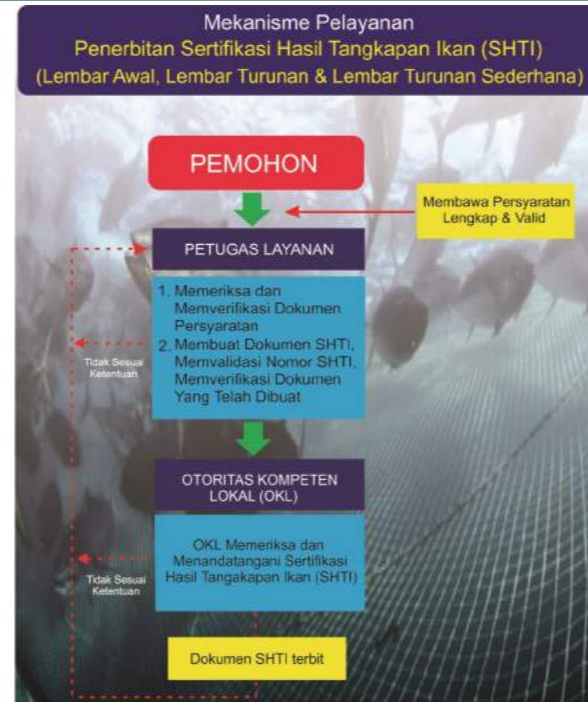 Mekanisme Pelayanan
Penerbitan Sertifikasi Hasil Tangkapan Ikan (SHTI)
(Lembar Awal, Lembar Turunan & Lembar Turunan Sederhana)
PEMOHON
Membawa Persyaratan
Lengkap & Valid
PETUGAS LAYANAN
1. Memeriksa dan
Memverifikasi Dokumen
Persyaratan
2. Membuat Dokumen SHTI,
Memvalidasi Nomor SHTI,
Memverifikasi Dokumen
Yang Telah Dibuat
Tidak Sesuai
Ketentuan
OTORITAS KOMPETEN
LOKAL (OKL)
OKL Memeriksa dan
Menandatangani Sertifikasi
Hasil Tangakapan Ikan (SHTI)
Tidak Sesuai
Ketentuan
Dokumen SHTI terbit